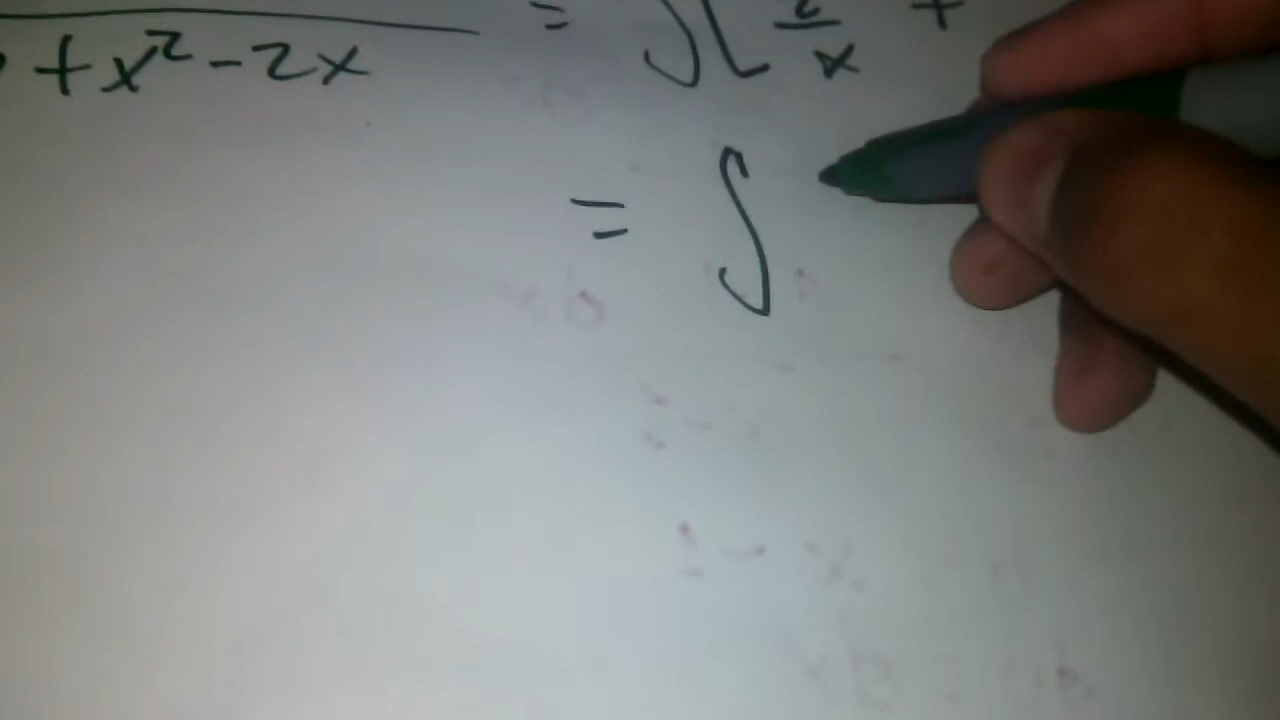 +x² - 2x = ∫[2/x +
= ∫